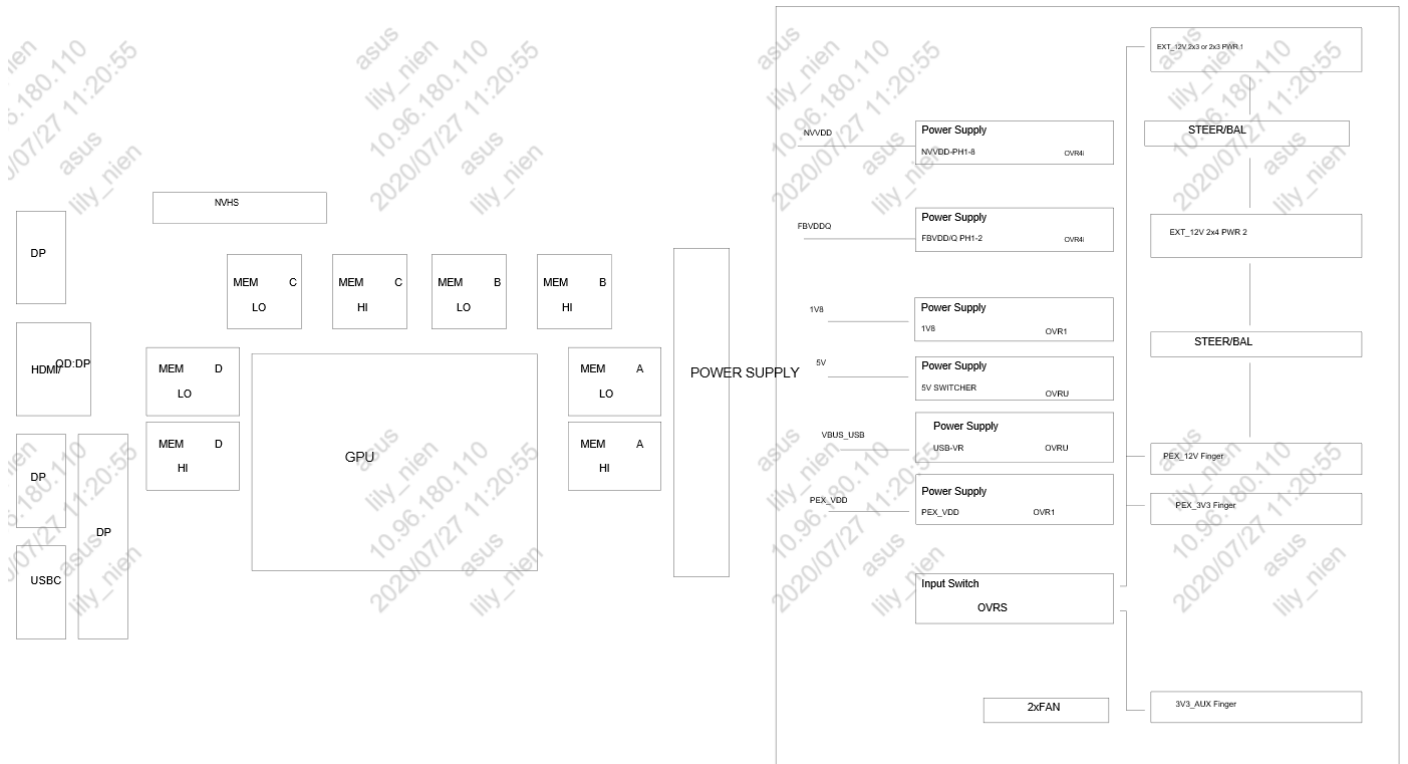 NVHS
DP
MEM C
LO
MEM C
HI
MEM B
LO
MEM B
HI
HDMI/
OD:DP
MEM D
LO
MEM A
LO
POWER SUPPLY
MEM D
HI
GPU
MEM A
HI
DP
DP
USBC
NVVDD
Power Supply
NVVDD-PH1-8 OVR4i
FBVDDQ
Power Supply
FBVDD/Q PH1-2 OVR4i
1V8
Power Supply
1V8 OVR1
5V
Power Supply
5V SWITCHER OVRU
VBUS_USB
Power Supply
USB-VR OVRU
PEX_VDD
Power Supply
PEX_VDD OVR1
Input Switch
OVRS
2xFAN
EXT_12V 2x3 or 2x3 PWR 1
STEER/BAL
EXT_12V 2x4 PWR 2
STEER/BAL
PEX_12V Finger
PEX_3V3 Finger
3V3_AUX Finger
asus
lily_nien
10.96.180.110
2020/07/27 11:20:55
asus
lily_nien